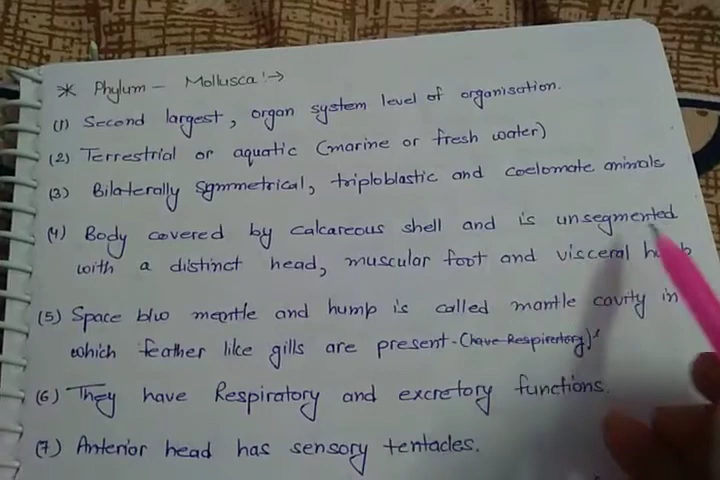 * Phylum - Mollusca :→
(1) Second largest, organ system level of organisation.
(2) Terrestrial or aquatic (marine or fresh water)
(3) Bilaterally symmetrical, triploblastic and coelomate animals
(4) Body covered by calcareous shell and is unsegmented
with a distinct head, muscular foot and visceral hump
(5) Space b/w mantle and hump is called mantle cavity in
which feather like gills are present. (have Respiretory)
(6) They have Respiratory and excretory functions.
(7) Anterior head has sensory tentacles.